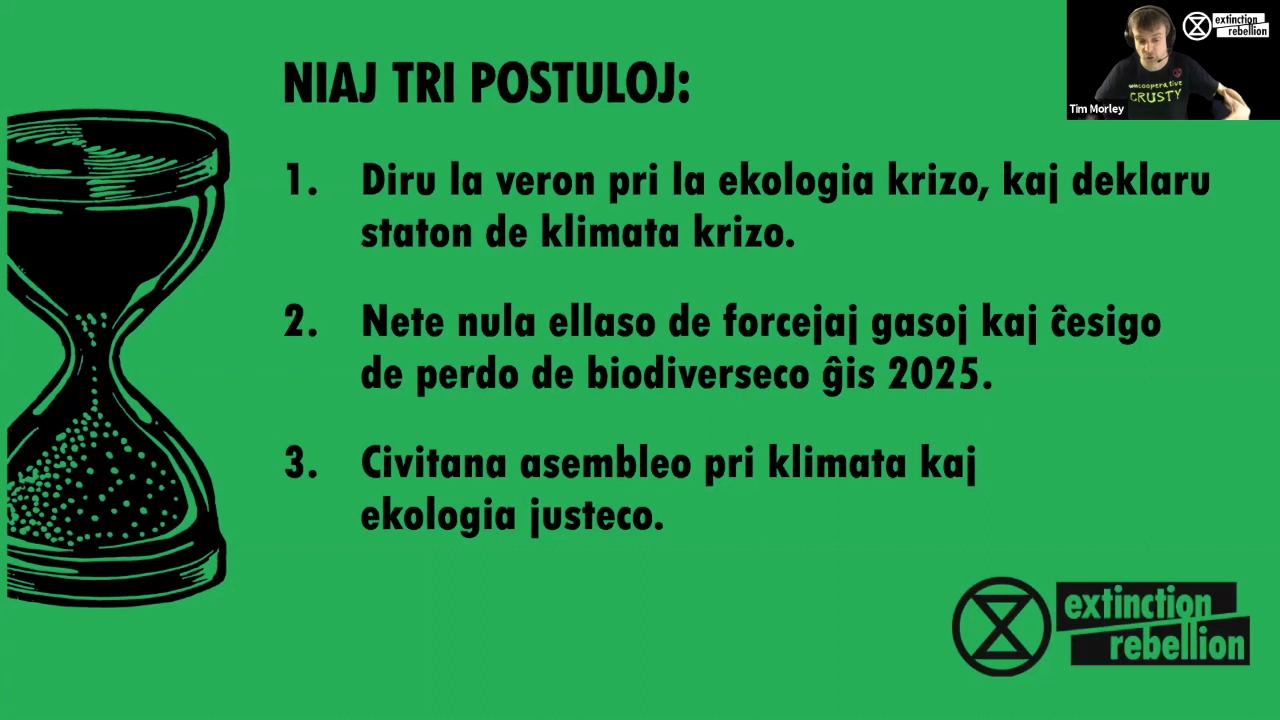 NIAJ TRI POSTULOJ:
1. Diru la veron pri la ekologia krizo, kaj deklaru
staton de klimata krizo.
2. Nete nula ellaso de forcejaj gasoj kaj ĉesigo
de perdo de biodiverseco ĝis 2025.
3. Civitana asembleo pri klimata kaj
ekologia justeco.
extinction
rebellion
uncooperative
CRUSTY
Tim Morley
extinction
rebellion